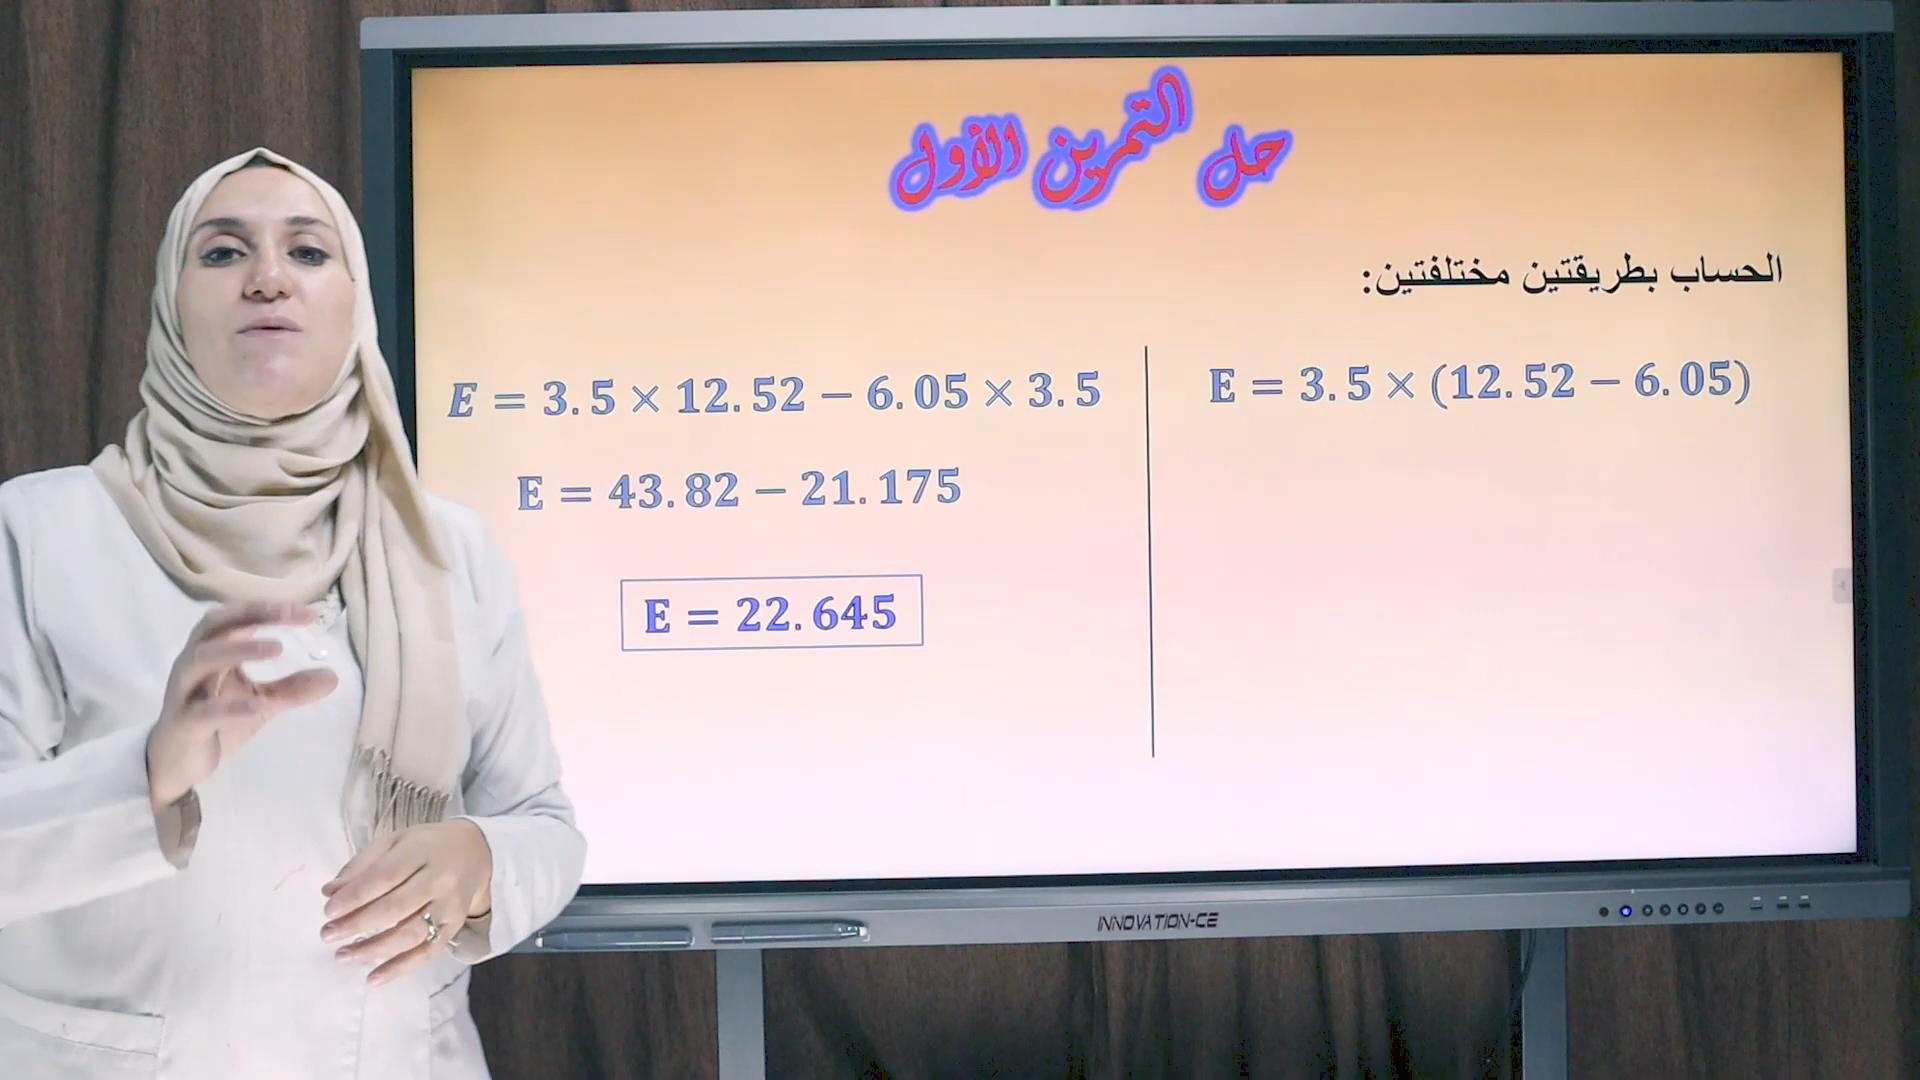 حل التمرين الأول
الحساب بطريقتين مختلفتين:
E = 3.5 × 12.52 − 6.05 × 3.5
E = 43.82 − 21.175
E = 22.645
E = 3.5 × (12.52 − 6.05)
INNOVATION-CE